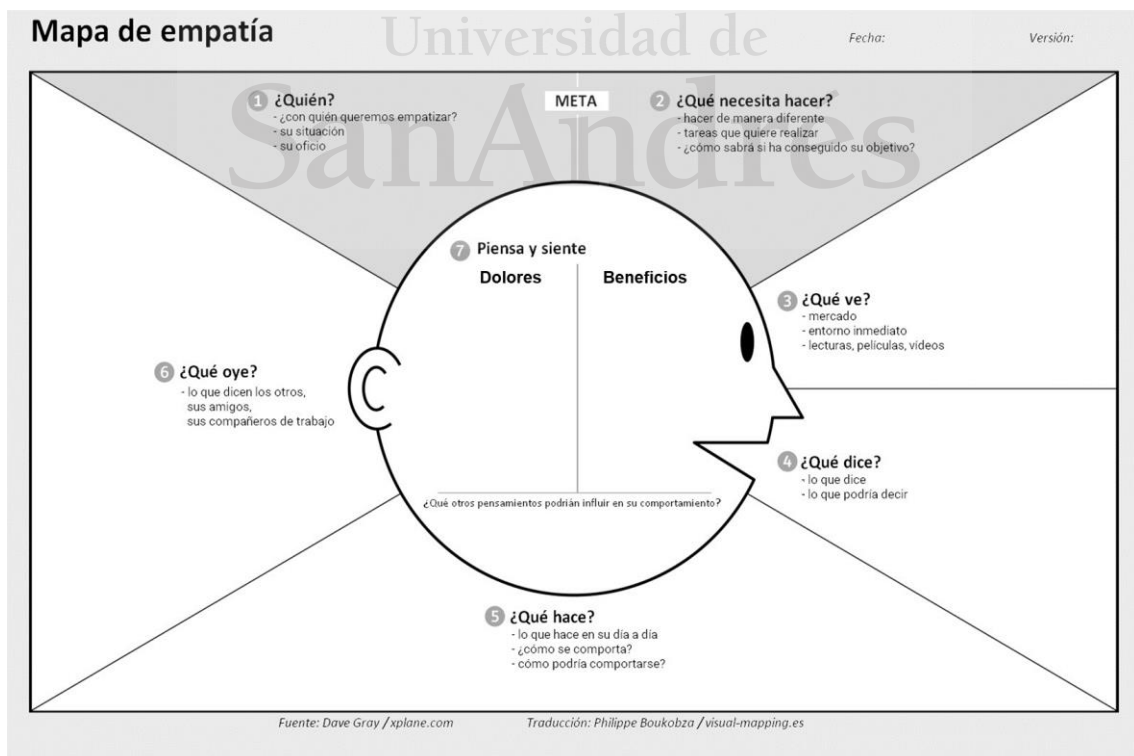 Mapa de empatía
Universidad de
SanAndrés
Fecha:
Versión:
1 ¿Quién?
- ¿con quién queremos empatizar?
- su situación
- su oficio
META
2 ¿Qué necesita hacer?
- hacer de manera diferente
- tareas que quiere realizar
- ¿cómo sabrá si ha conseguido su objetivo?
7 Piensa y siente
Dolores
Beneficios
3 ¿Qué ve?
- mercado
- entorno inmediato
- lecturas, películas, vídeos
6 ¿Qué oye?
- lo que dicen los otros,
sus amigos,
sus compañeros de trabajo
4 ¿Qué dice?
- lo que dice
- lo que podría decir
¿Qué otros pensamientos podrián influir en su comportamiento?
5 ¿Qué hace?
- lo que hace en su día a día
- ¿cómo se comporta?
- cómo podría comportarse?
Fuente: Dave Gray / xplane.com
Traducción: Philippe Boukobza / visual-mapping.es